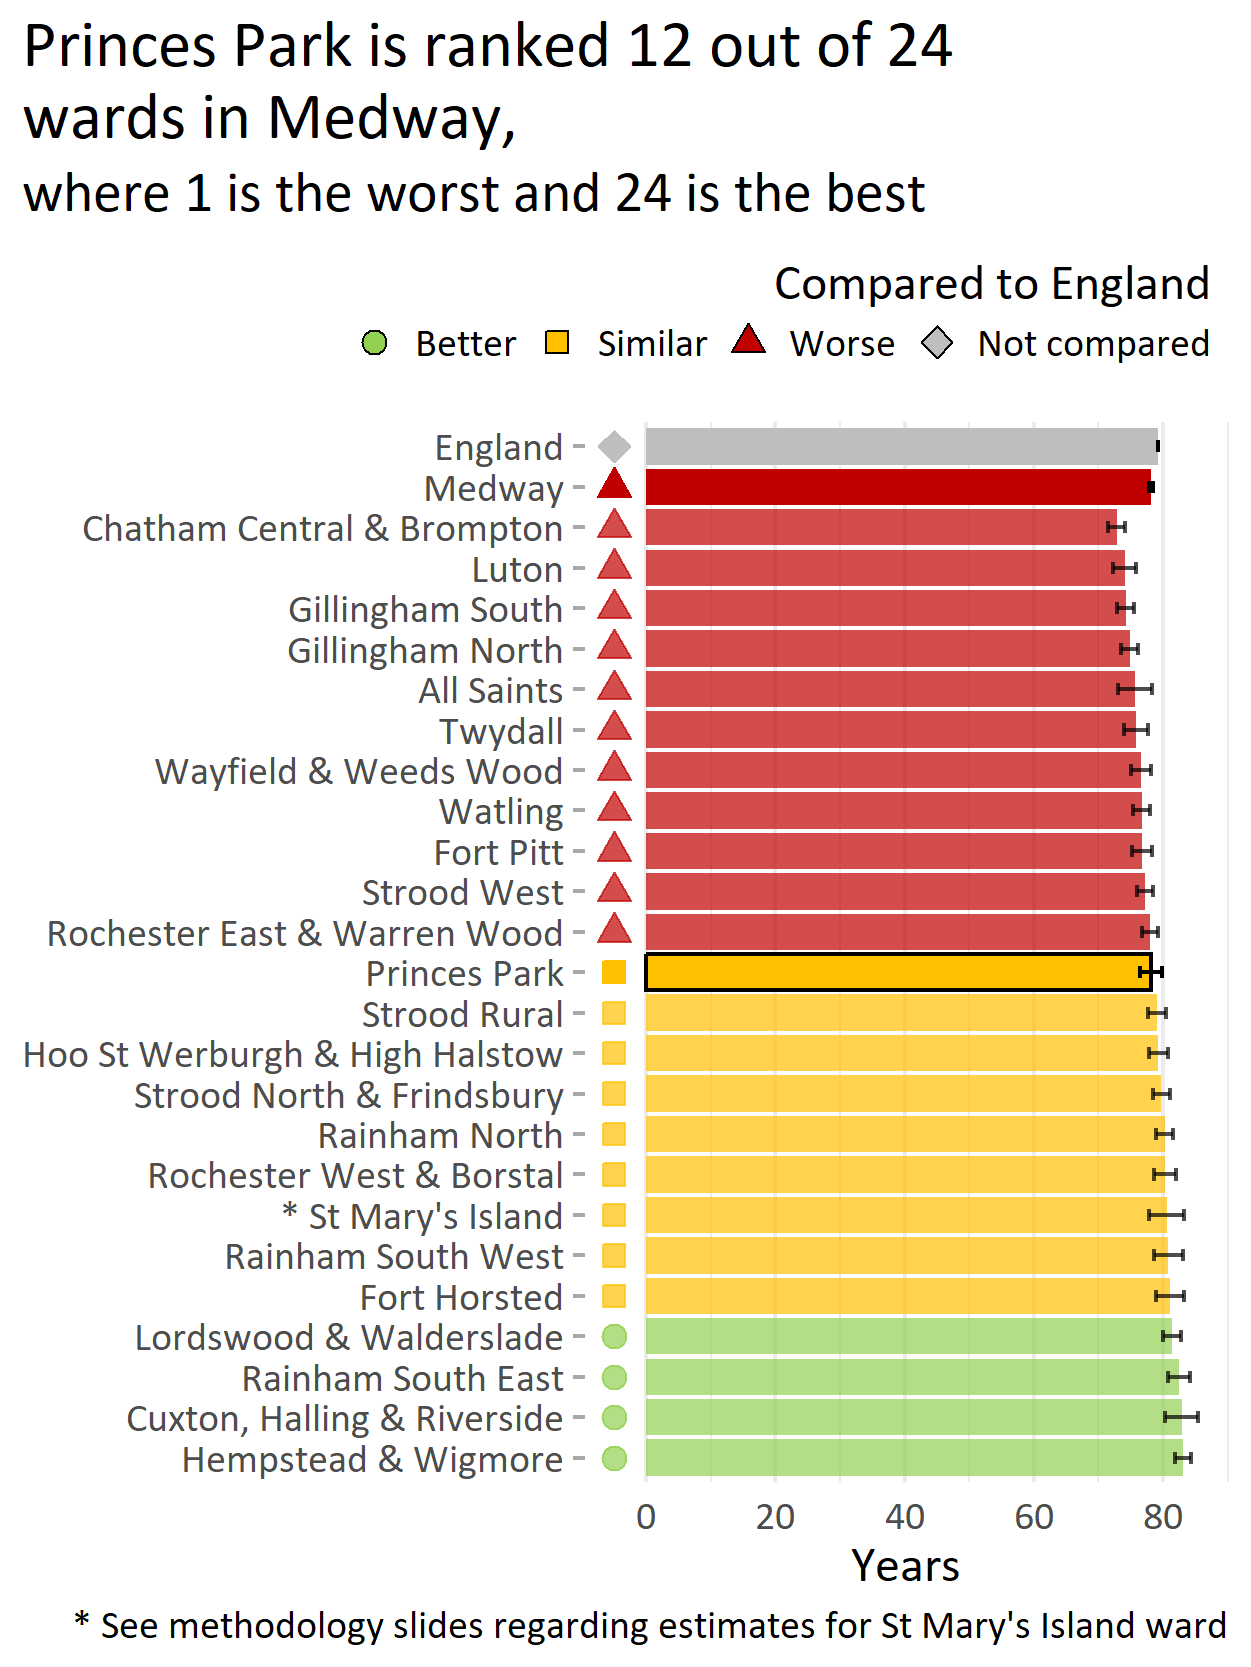 Princes Park is ranked 12 out of 24
wards in Medway,
where 1 is the worst and 24 is the best
Compared to England
Better Similar Worse Not compared
England
Medway
Chatham Central & Brompton
Luton
Gillingham South
Gillingham North
All Saints
Twydall
Wayfield & Weeds Wood
Watling
Fort Pitt
Strood West
Rochester East & Warren Wood
Princes Park
Strood Rural
Hoo St Werburgh & High Halstow
Strood North & Frindsbury
Rainham North
Rochester West & Borstal
* St Mary's Island
Rainham South West
Fort Horsted
Lordswood & Walderslade
Rainham South East
Cuxton, Halling & Riverside
Hempstead & Wigmore
0 20 40 60 80
Years
* See methodology slides regarding estimates for St Mary's Island ward